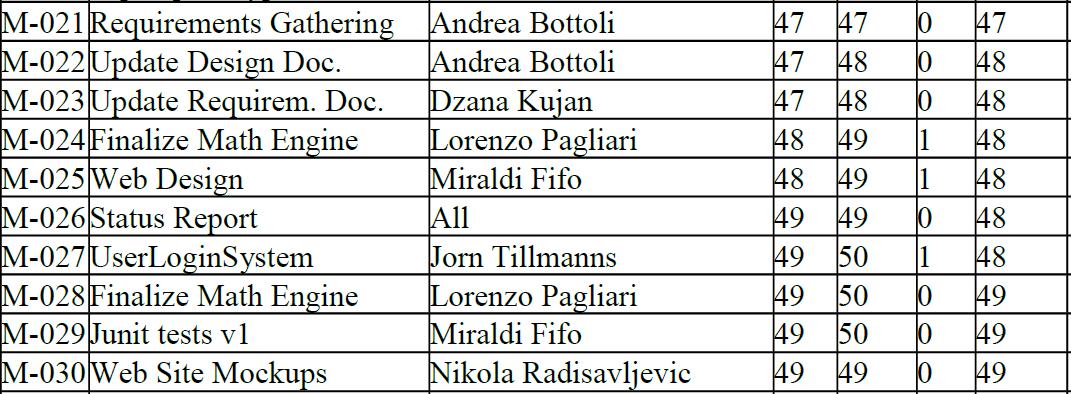 M-021 Requirements Gathering Andrea Bottoli 47 47 0 47
M-022 Update Design Doc. Andrea Bottoli 47 48 0 48
M-023 Update Requirem. Doc. Dzana Kujan 47 48 0 48
M-024 Finalize Math Engine Lorenzo Pagliari 48 49 1 48
M-025 Web Design Miraldi Fifo 48 49 1 48
M-026 Status Report All 49 49 0 48
M-027 UserLoginSystem Jorn Tillmanns 49 50 1 48
M-028 Finalize Math Engine Lorenzo Pagliari 49 50 0 49
M-029 Junit tests v1 Miraldi Fifo 49 50 0 49
M-030 Web Site Mockups Nikola Radisavljevic 49 49 0 49